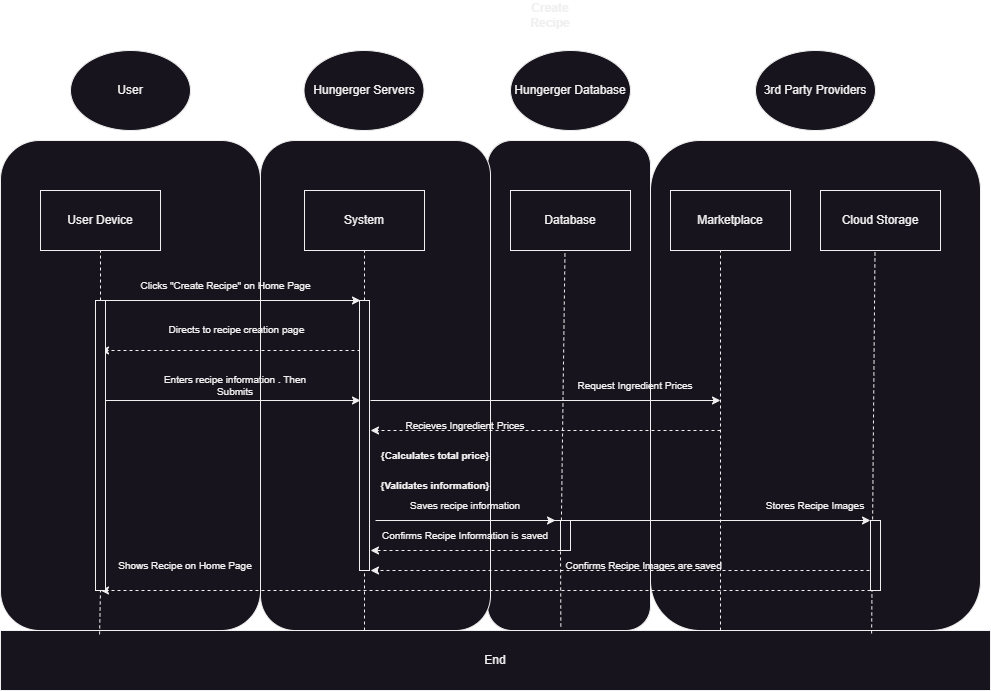 Create
Recipe
User
Hungerger Servers
Hungerger Database
3rd Party Providers
User Device
System
Database
Marketplace
Cloud Storage
Clicks "Create Recipe" on Home Page
Directs to recipe creation page
Enters recipe information . Then
Submits
Request Ingredient Prices
Recieves Ingredient Prices
{Calculates total price}
{Validates information}
Saves recipe information
Stores Recipe Images
Confirms Recipe Information is saved
Shows Recipe on Home Page
Confirms Recipe Images are saved
End